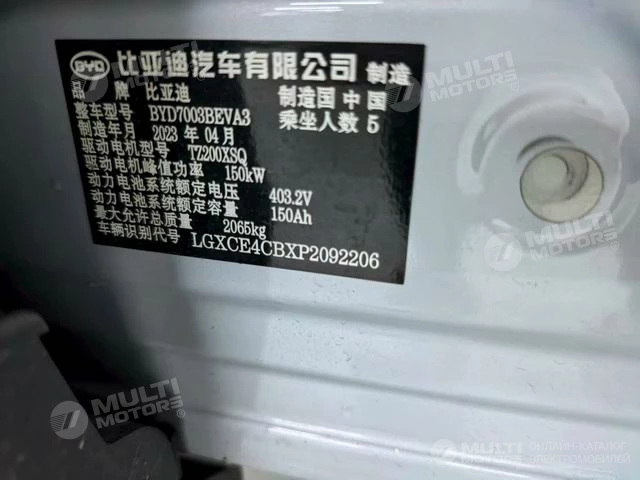 BYD 比亚迪汽车有限公司 制造
品 牌 比亚迪 制造国 中国
整车型号 BYD7003BEVA3 乘坐人数 5
制造年月 2023 年 04 月
驱动电机型号 TZ200XSQ
驱动电机峰值功率 150kW
动力电池系统额定电压 403.2V
动力电池系统额定容量 150Ah
最大允许总质量 2065kg
车辆识别代号 LGXCE4CBXP2092206
MULTI MOTORS
MULTI MOTORS
MULTI MOTORS
MULTI MOTORS
MULTI ОНЛАЙН-КАТАЛОГ ЭЛЕКТРОМОБИЛЕЙ